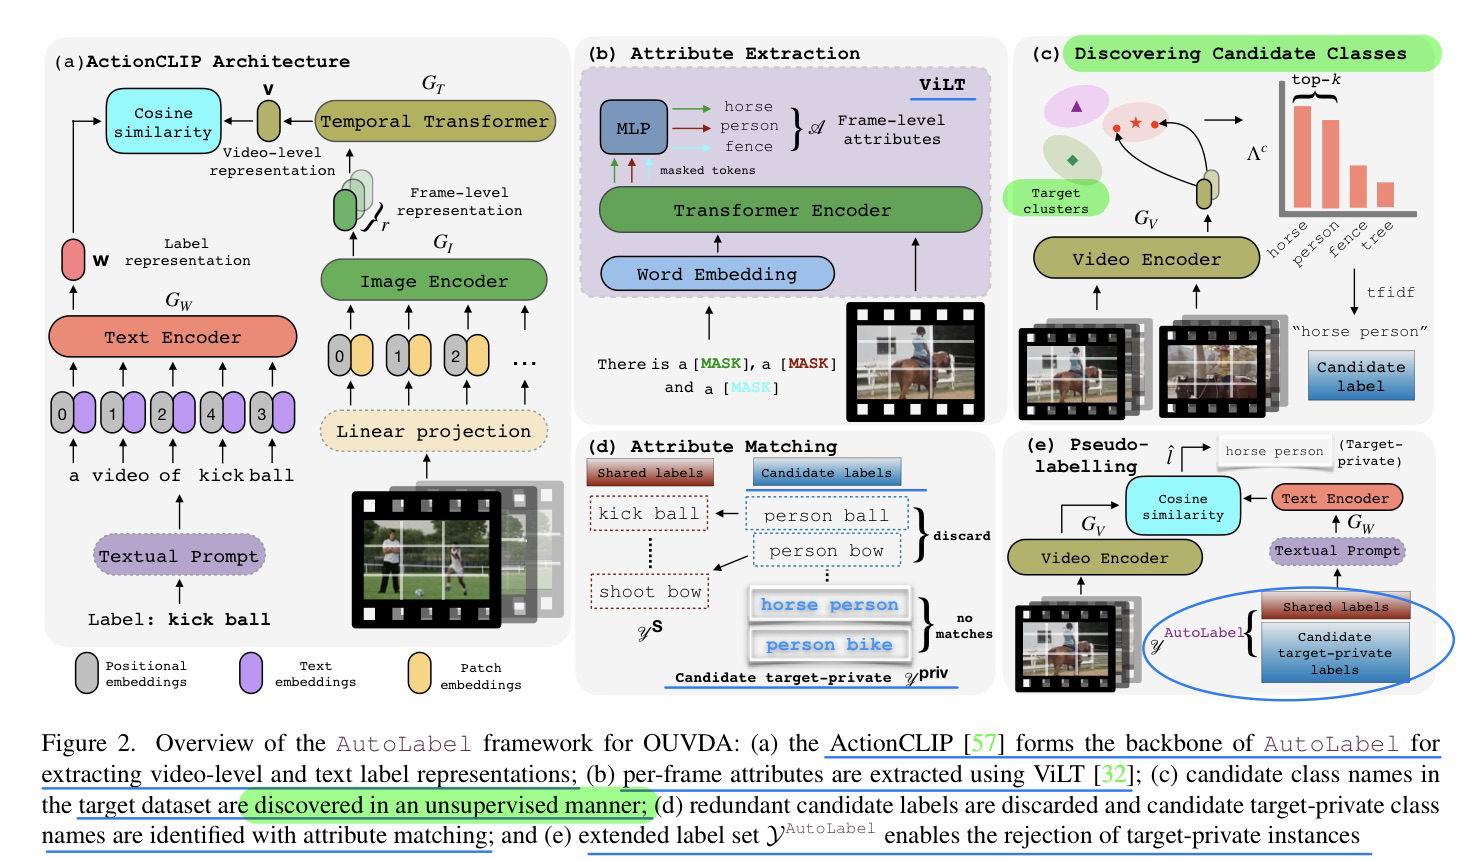 (a)ActionCLIP Architecture
Cosine
similarity
v
G_T
Temporal Transformer
Video-level
representation
Frame-level
representation
r
w
Label
representation
G_I
Image Encoder
G_W
Text Encoder
0 1 2 ...
0 1 2 4 3
Linear projection
a video of kick ball
Textual Prompt
Label: kick ball
Positional
embeddings
Text
embeddings
Patch
embeddings
(b) Attribute Extraction
ViLT
MLP
horse
person
fence
𝒜
Frame-level
attributes
masked tokens
Transformer Encoder
Word Embedding
There is a [MASK], a [MASK]
and a [MASK]
(c) Discovering Candidate Classes
top-k
Λ^c
Target
clusters
G_V
Video Encoder
horse
person
fence
tree
tfidf
“horse person”
Candidate
label
(d) Attribute Matching
Shared labels
Candidate labels
kick ball
person ball
discard
person bow
shoot bow
horse person
no
matches
person bike
𝒴^S
Candidate target-private 𝒴^priv
(e) Pseudo-
labelling
l̂
horse person
(Target-
private)
Cosine
similarity
Text Encoder
G_V
G_W
Video Encoder
Textual Prompt
Shared labels
𝒴^AutoLabel
Candidate
target-private
labels
Figure 2. Overview of the AutoLabel framework for OUVDA: (a) the ActionCLIP [57] forms the backbone of AutoLabel for
extracting video-level and text label representations; (b) per-frame attributes are extracted using ViLT [32]; (c) candidate class names in
the target dataset are discovered in an unsupervised manner; (d) redundant candidate labels are discarded and candidate target-private class
names are identified with attribute matching; and (e) extended label set 𝒴^AutoLabel enables the rejection of target-private instances